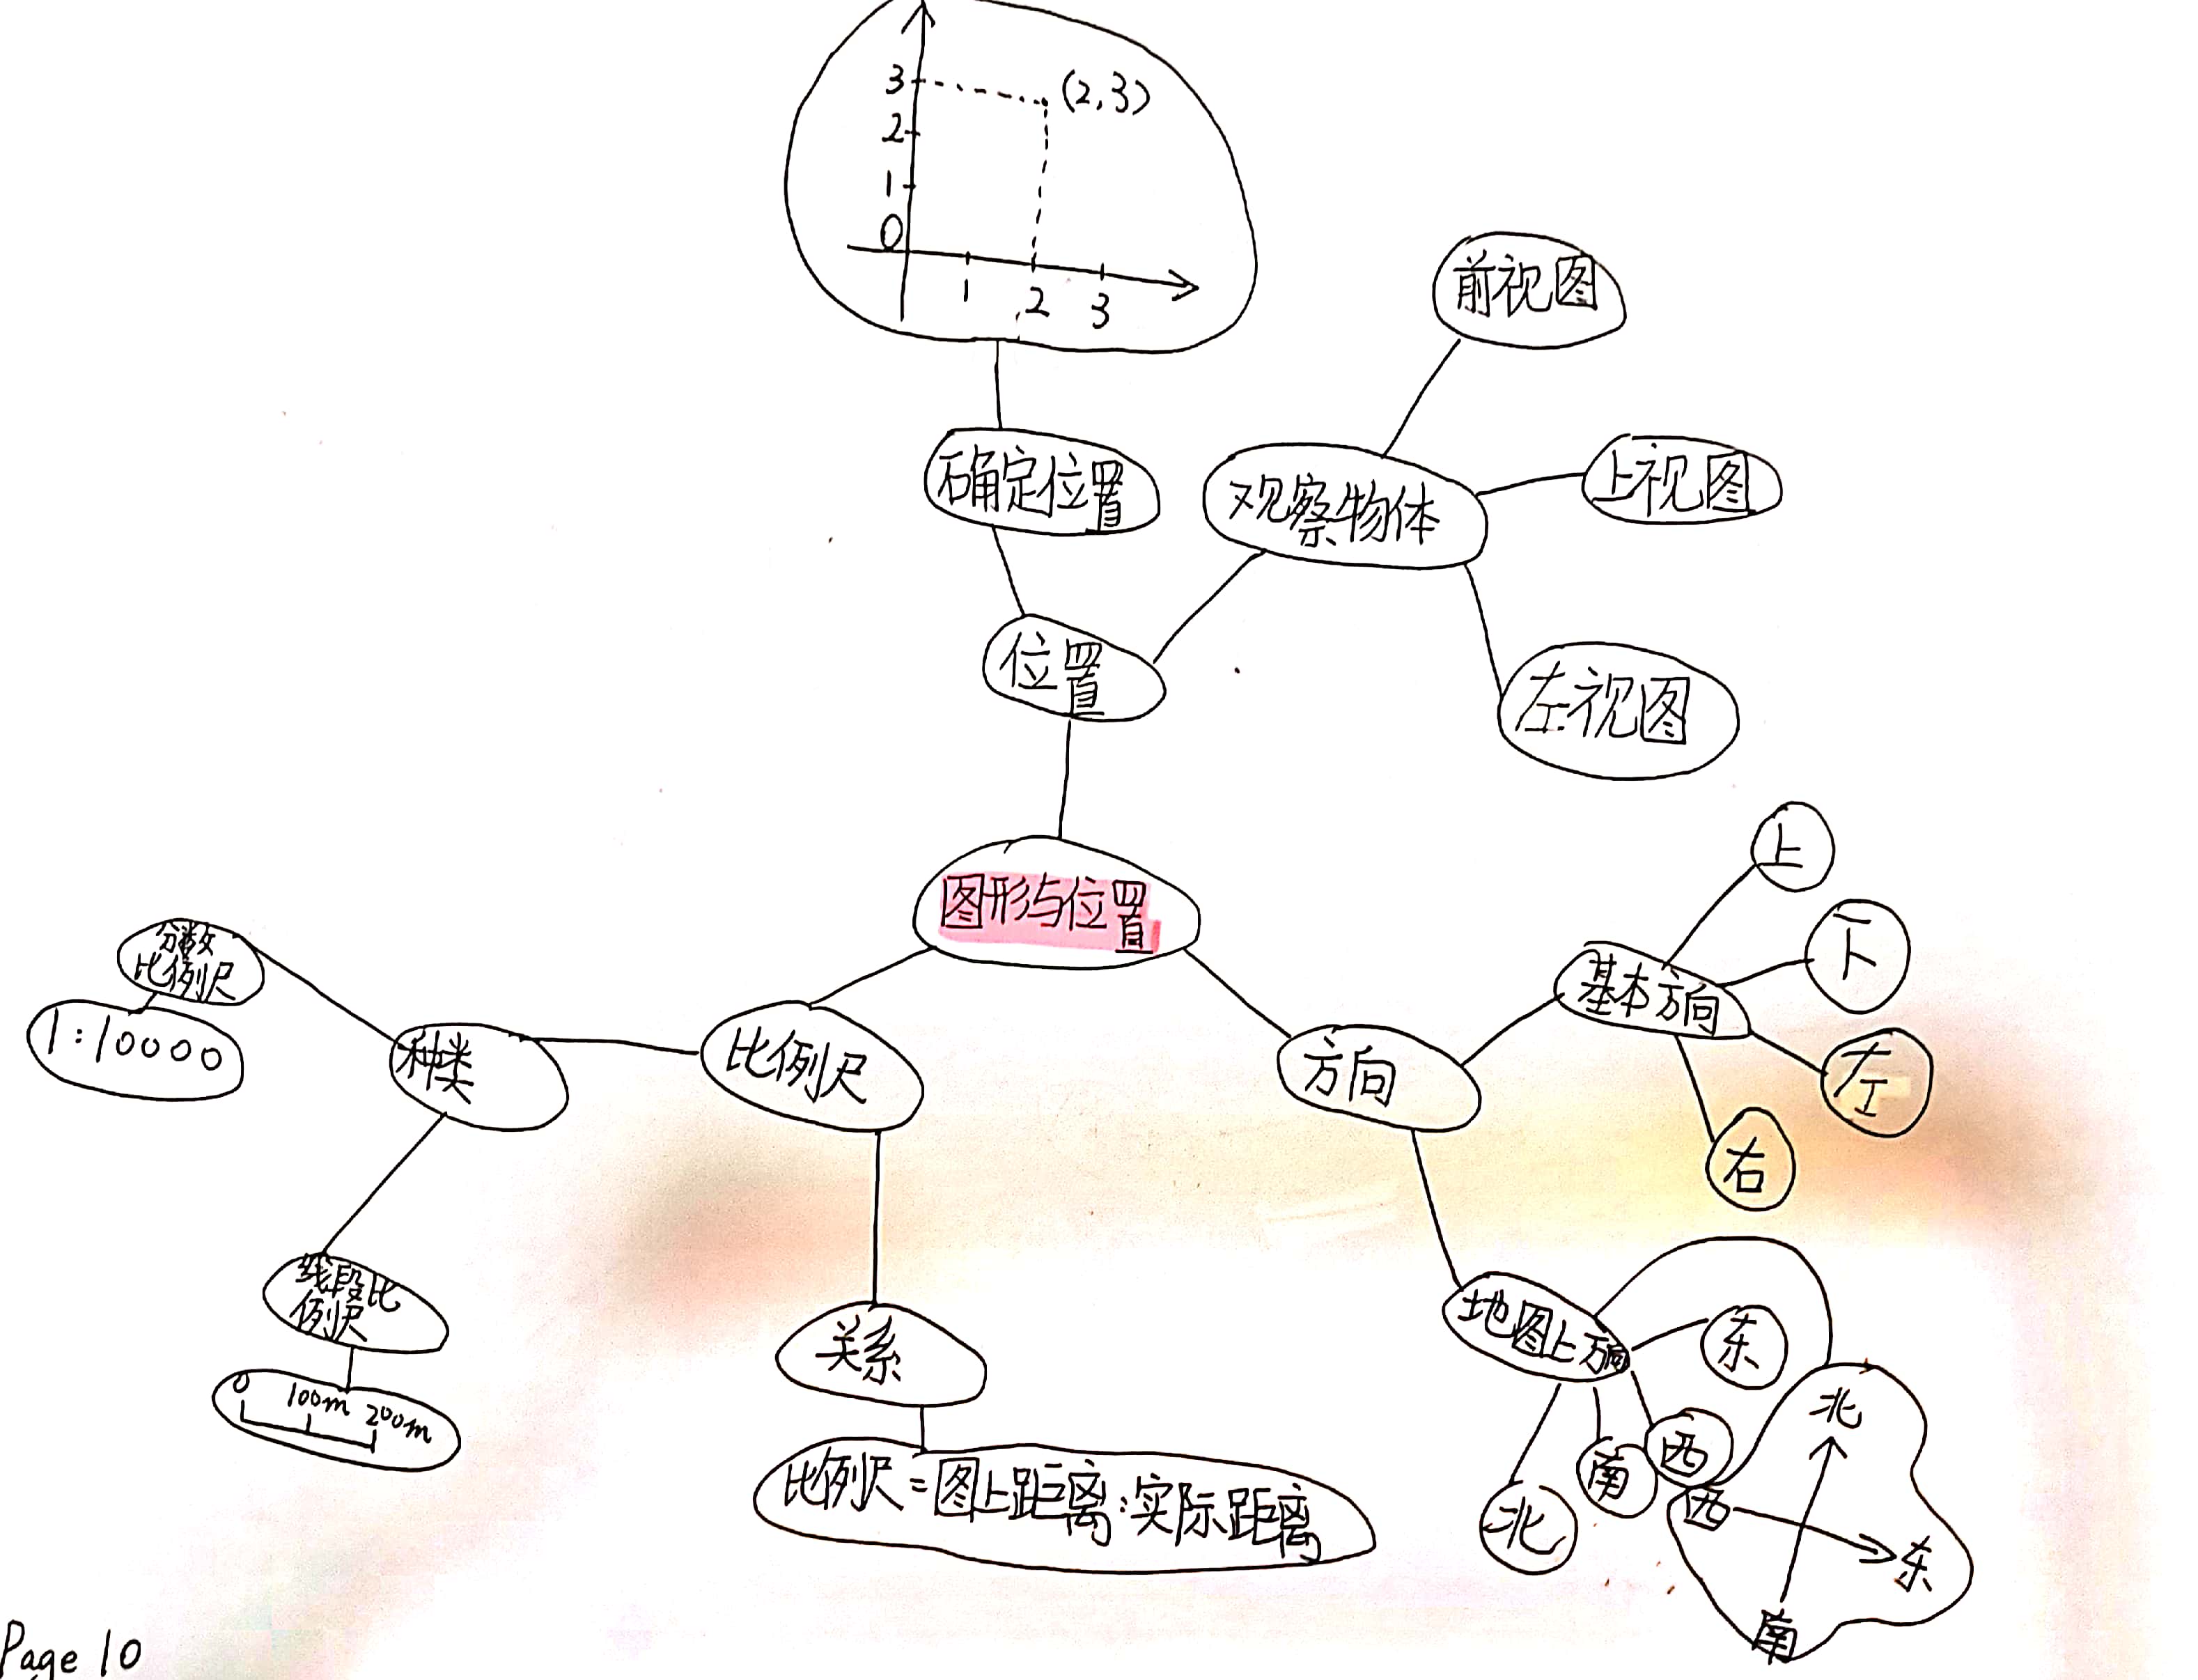 3
(2,3)
2
1
0
1
2
3
前视图
确定位置
观察物体
上视图
位置
左视图
图形与位置
上
下
基本方向
左
右
分数
比例尺
1:10000
种类
比例尺
方向
线段比
例尺
0 100m 200m
关系
比例尺=图上距离:实际距离
地图上方向
东
西
南
北
北
西
东
南
Page 10